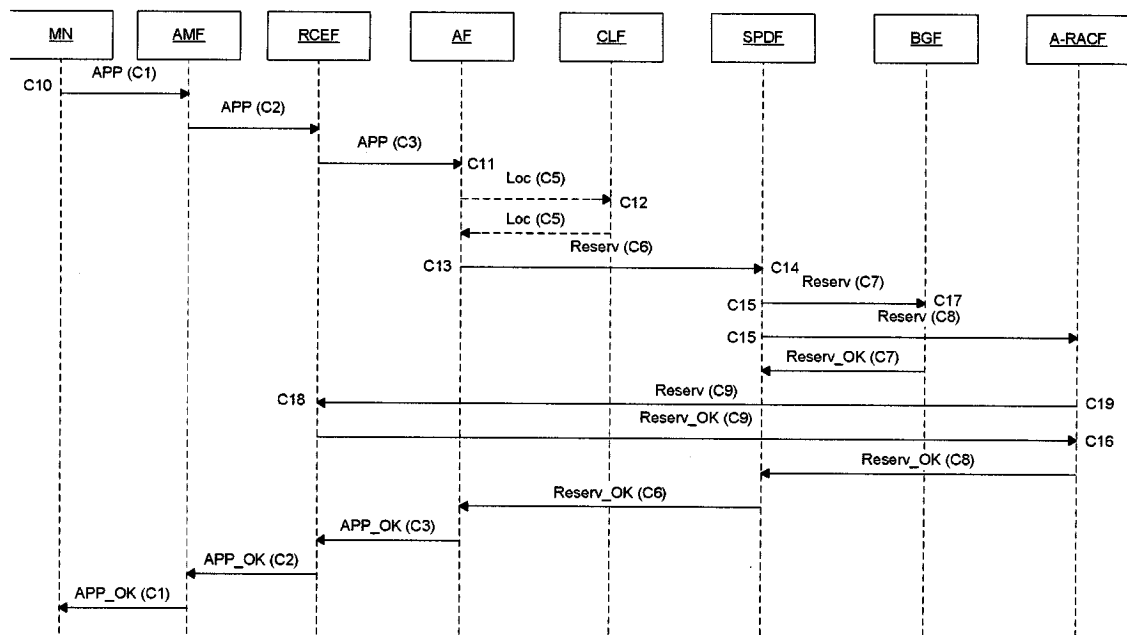 MN AMF RCEF AF CLF SPDF BGF A-RACF
APP (C1)
C10
APP (C2)
APP (C3)
C11
Loc (C5)
C12
Loc (C5)
Reserv (C6)
C13 C14
Reserv (C7)
C15 C17
Reserv (C8)
C15
Reserv_OK (C7)
Reserv (C9)
C18 C19
Reserv_OK (C9)
C16
Reserv_OK (C8)
Reserv_OK (C6)
APP_OK (C3)
APP_OK (C2)
APP_OK (C1)